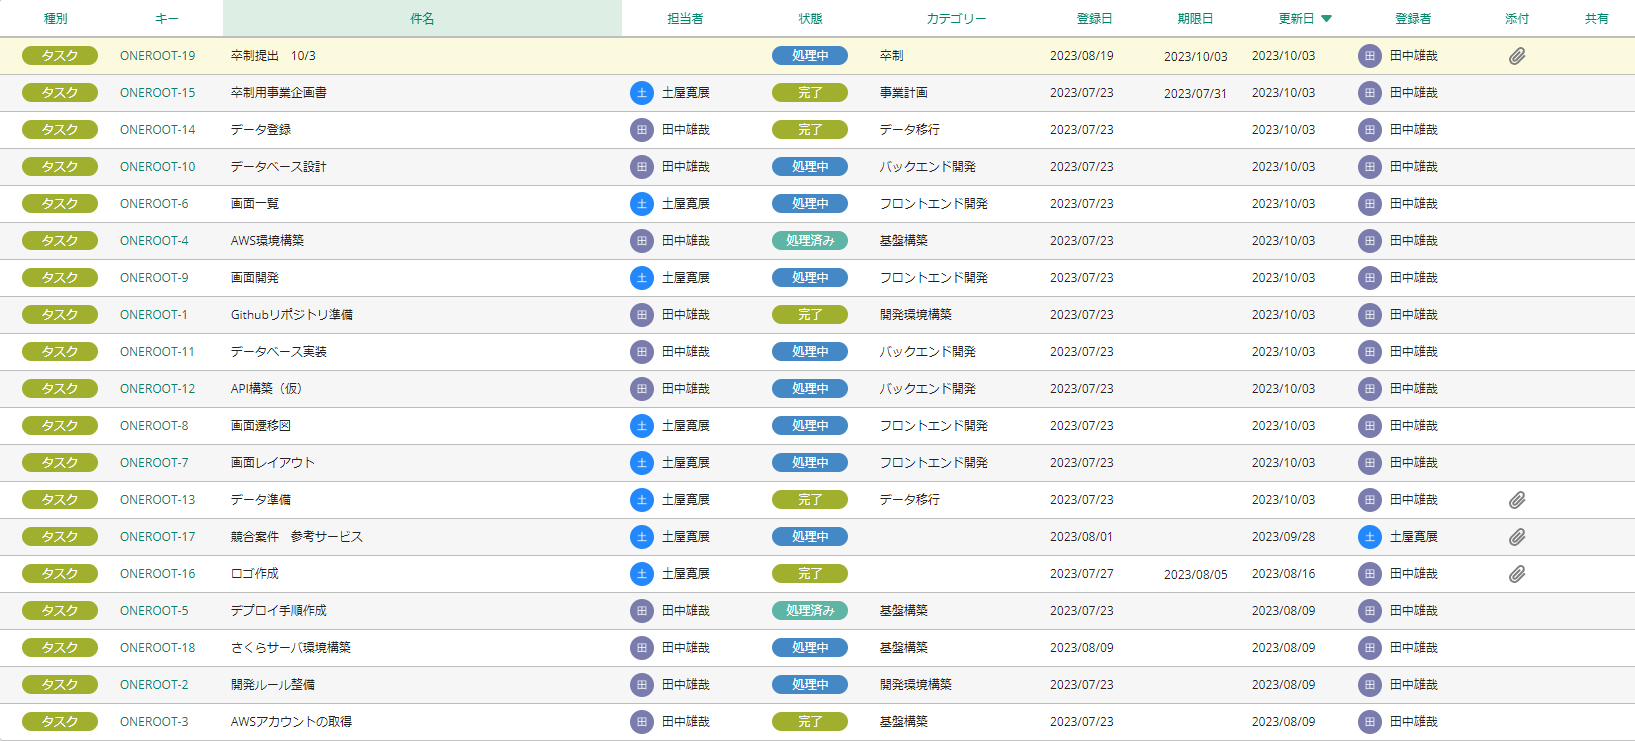 種別 キー 件名 担当者 状態 カテゴリー 登録日 期限日 更新日 登録者 添付 共有
タスク ONEROOT-19 卒制提出　10/3 処理中 卒制 2023/08/19 2023/10/03 2023/10/03 田 田中雄哉
タスク ONEROOT-15 卒制用事業企画書 土 土屋寛展 完了 事業計画 2023/07/23 2023/07/31 2023/10/03 田 田中雄哉
タスク ONEROOT-14 データ登録 田 田中雄哉 完了 データ移行 2023/07/23 2023/10/03 田 田中雄哉
タスク ONEROOT-10 データベース設計 田 田中雄哉 処理中 バックエンド開発 2023/07/23 2023/10/03 田 田中雄哉
タスク ONEROOT-6 画面一覧 土 土屋寛展 処理中 フロントエンド開発 2023/07/23 2023/10/03 田 田中雄哉
タスク ONEROOT-4 AWS環境構築 田 田中雄哉 処理済み 基盤構築 2023/07/23 2023/10/03 田 田中雄哉
タスク ONEROOT-9 画面開発 土 土屋寛展 処理中 フロントエンド開発 2023/07/23 2023/10/03 田 田中雄哉
タスク ONEROOT-1 Githubリポジトリ準備 田 田中雄哉 完了 開発環境構築 2023/07/23 2023/10/03 田 田中雄哉
タスク ONEROOT-11 データベース実装 田 田中雄哉 処理中 バックエンド開発 2023/07/23 2023/10/03 田 田中雄哉
タスク ONEROOT-12 API構築（仮） 田 田中雄哉 処理中 バックエンド開発 2023/07/23 2023/10/03 田 田中雄哉
タスク ONEROOT-8 画面遷移図 土 土屋寛展 処理中 フロントエンド開発 2023/07/23 2023/10/03 田 田中雄哉
タスク ONEROOT-7 画面レイアウト 土 土屋寛展 処理中 フロントエンド開発 2023/07/23 2023/10/03 田 田中雄哉
タスク ONEROOT-13 データ準備 土 土屋寛展 完了 データ移行 2023/07/23 2023/10/03 田 田中雄哉
タスク ONEROOT-17 競合案件　参考サービス 土 土屋寛展 処理中 2023/08/01 2023/09/28 土 土屋寛展
タスク ONEROOT-16 ロゴ作成 土 土屋寛展 完了 2023/07/27 2023/08/05 2023/08/16 田 田中雄哉
タスク ONEROOT-5 デプロイ手順作成 田 田中雄哉 処理済み 基盤構築 2023/07/23 2023/08/09 田 田中雄哉
タスク ONEROOT-18 さくらサーバ環境構築 田 田中雄哉 処理中 基盤構築 2023/08/09 2023/08/09 田 田中雄哉
タスク ONEROOT-2 開発ルール整備 田 田中雄哉 処理中 開発環境構築 2023/07/23 2023/08/09 田 田中雄哉
タスク ONEROOT-3 AWSアカウントの取得 田 田中雄哉 完了 基盤構築 2023/07/23 2023/08/09 田 田中雄哉